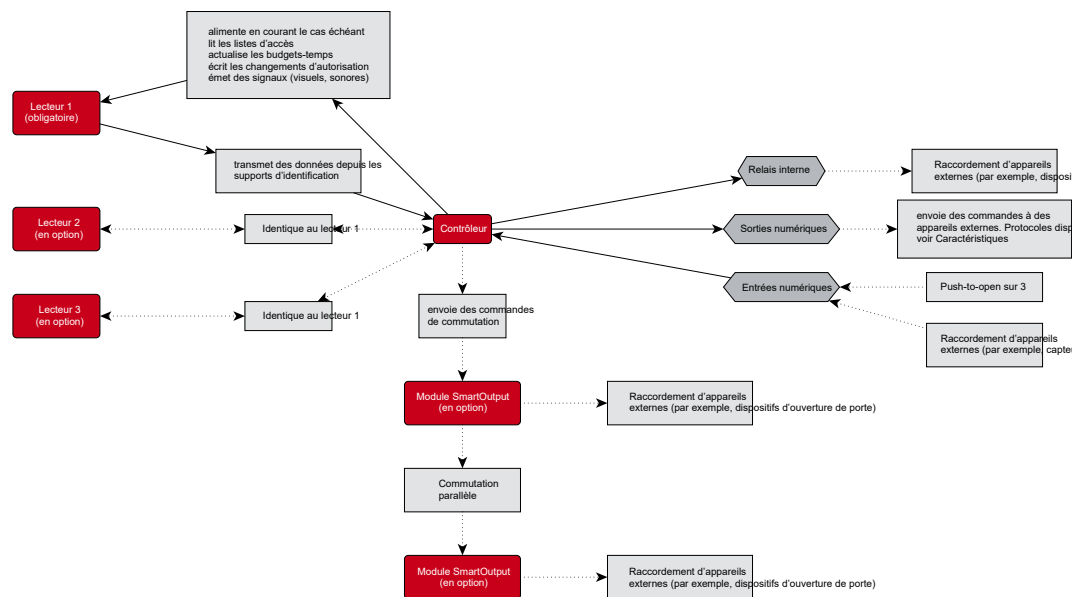 alimente en courant le cas échéant
lit les listes d'accès
actualise les budgets-temps
écrit les changements d'autorisation
émet des signaux (visuels, sonores)
Lecteur 1
(obligatoire)
transmet des données depuis les
supports d'identification
Relais interne
Raccordement d'appareils
externes (par exemple,
Lecteur 2
(en option)
Identique au lecteur 1
Contrôleur
Sorties numériques
envoie des commandes à des
appareils externes. Protocoles
voir Caractéristiques
Lecteur 3
(en option)
Identique au lecteur 1
envoie des commandes
de commutation
Entrées numériques
Push-to-open sur 3
Raccordement d'appareils
externes (par exemple,
Module SmartOutput
(en option)
Raccordement d'appareils
externes (par exemple, dispositifs d'ouverture de porte)
Commutation
parallèle
Module SmartOutput
(en option)
Raccordement d'appareils
externes (par exemple, dispositifs d'ouverture de porte)